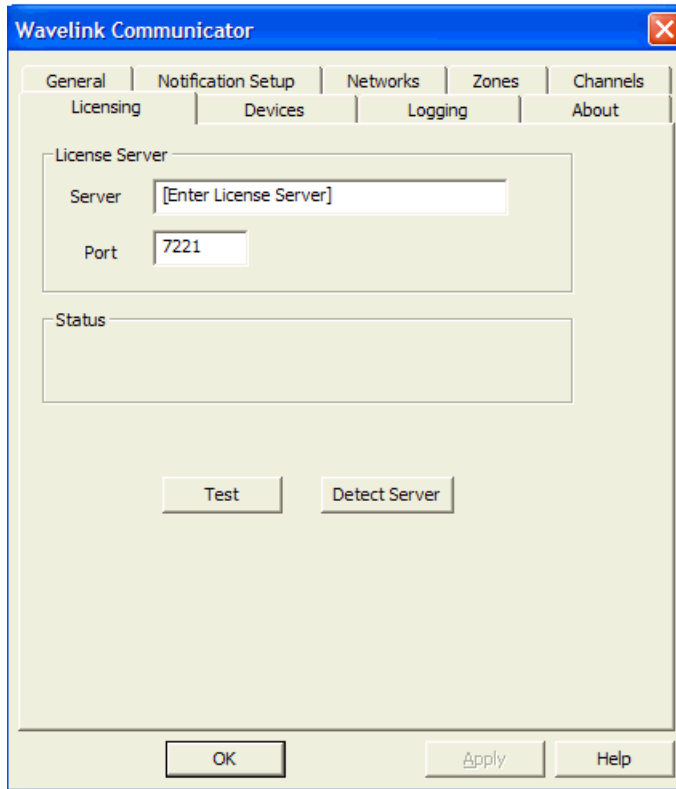 Wavelink Communicator
General Notification Setup Networks Zones Channels
Licensing Devices Logging About
License Server
Server [Enter License Server]
Port 7221
Status
Test Detect Server
OK Apply Help